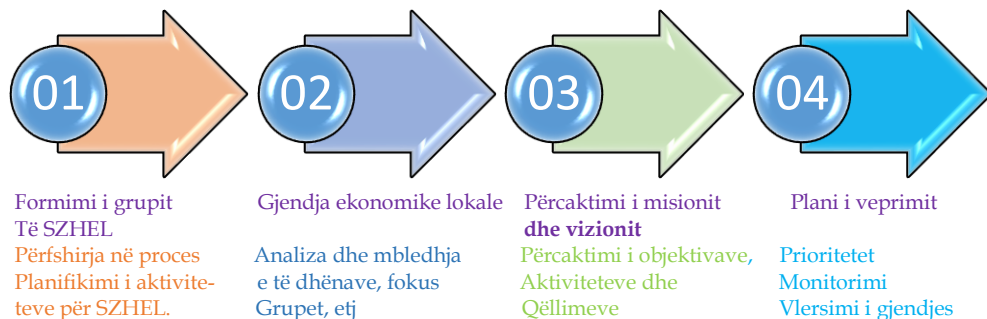 01
Formimi i grupit
Të SZHEL
Përfshirja në proces
Planifikimi i aktivite-
teve për SZHEL.
02
Gjendja ekonomike lokale
Analiza dhe mbledhja
e të dhënave, fokus
Grupet, etj
03
Përcaktimi i misionit
dhe vizionit
Përcaktimi i objektivave,
Aktiviteteve dhe
Qëllimeve
04
Plani i veprimit
Prioritetet
Monitorimi
Vlersimi i gjendjes